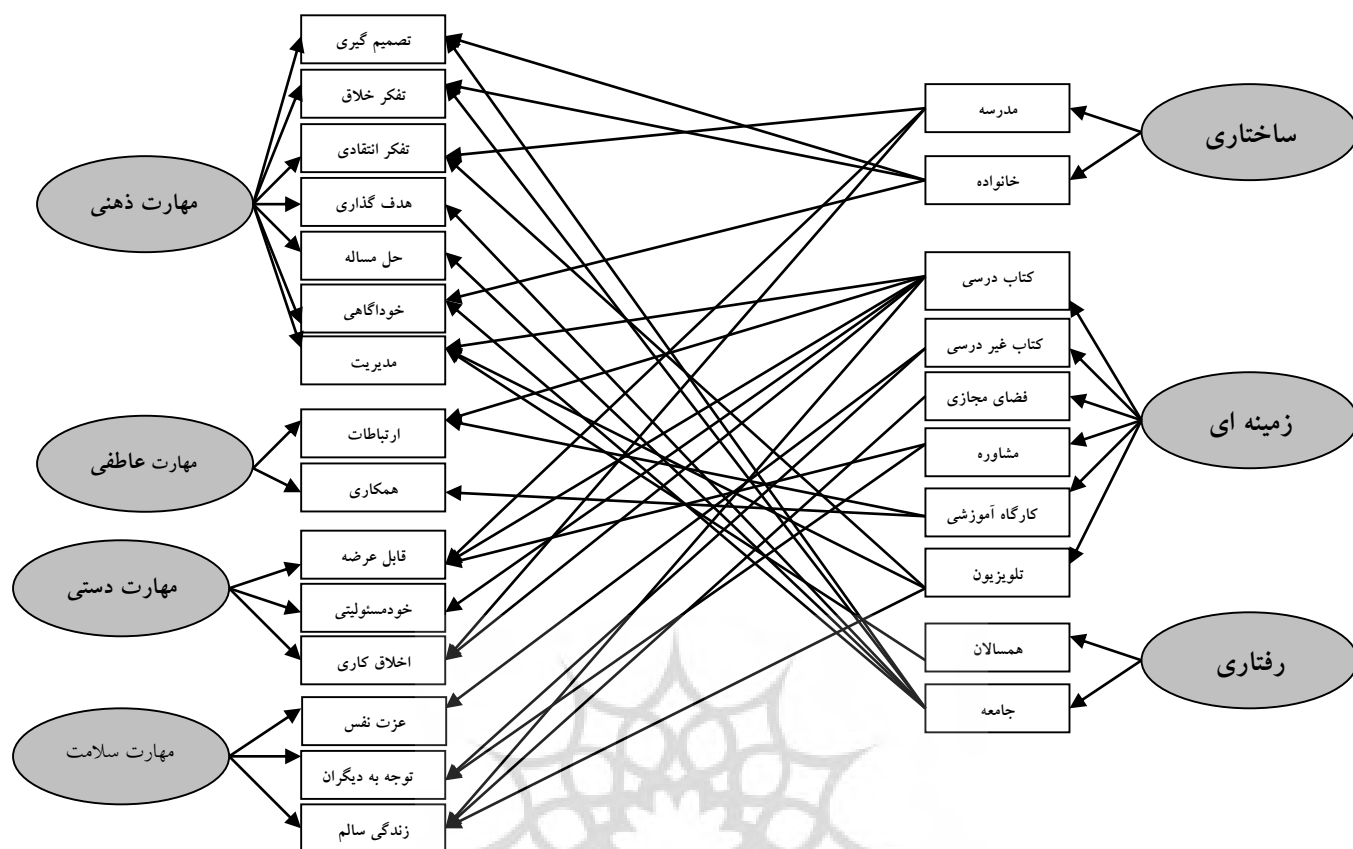 ساختاری
زمینه ای
رفتاری
مدرسه
خانواده
کتاب درسی
کتاب غیر درسی
فضای مجازی
مشاوره
کارگاه آموزشی
تلویزیون
همسالان
جامعه
تصمیم گیری
تفکر خلاق
تفکر انتقادی
هدف گذاری
حل مساله
خودآگاهی
مدیریت
ارتباطات
همکاری
قابل عرضه
خودمسئولیتی
اخلاق کاری
عزت نفس
توجه به دیگران
زندگی سالم
مهارت ذهنی
مهارت عاطفی
مهارت دستی
مهارت سلامت